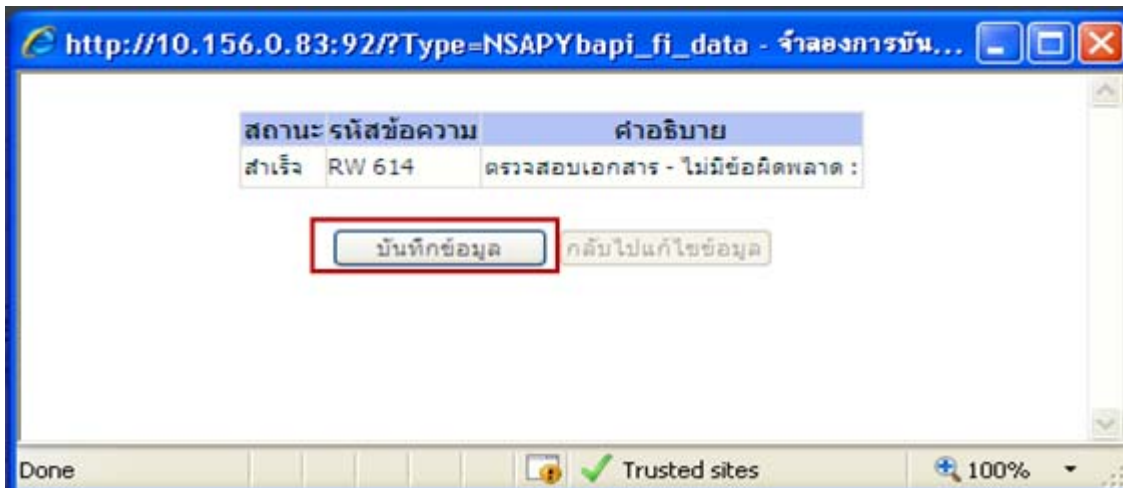 http://10.156.0.83:92/?Type=NSAPYbapi_fi_data - จำลองการบัน...
สถานะ รหัสข้อความ คำอธิบาย
สำเร็จ RW 614 ตรวจสอบเอกสาร - ไม่มีข้อผิดพลาด :
บันทึกข้อมูล กลับไปแก้ไขข้อมูล
Done Trusted sites 100%